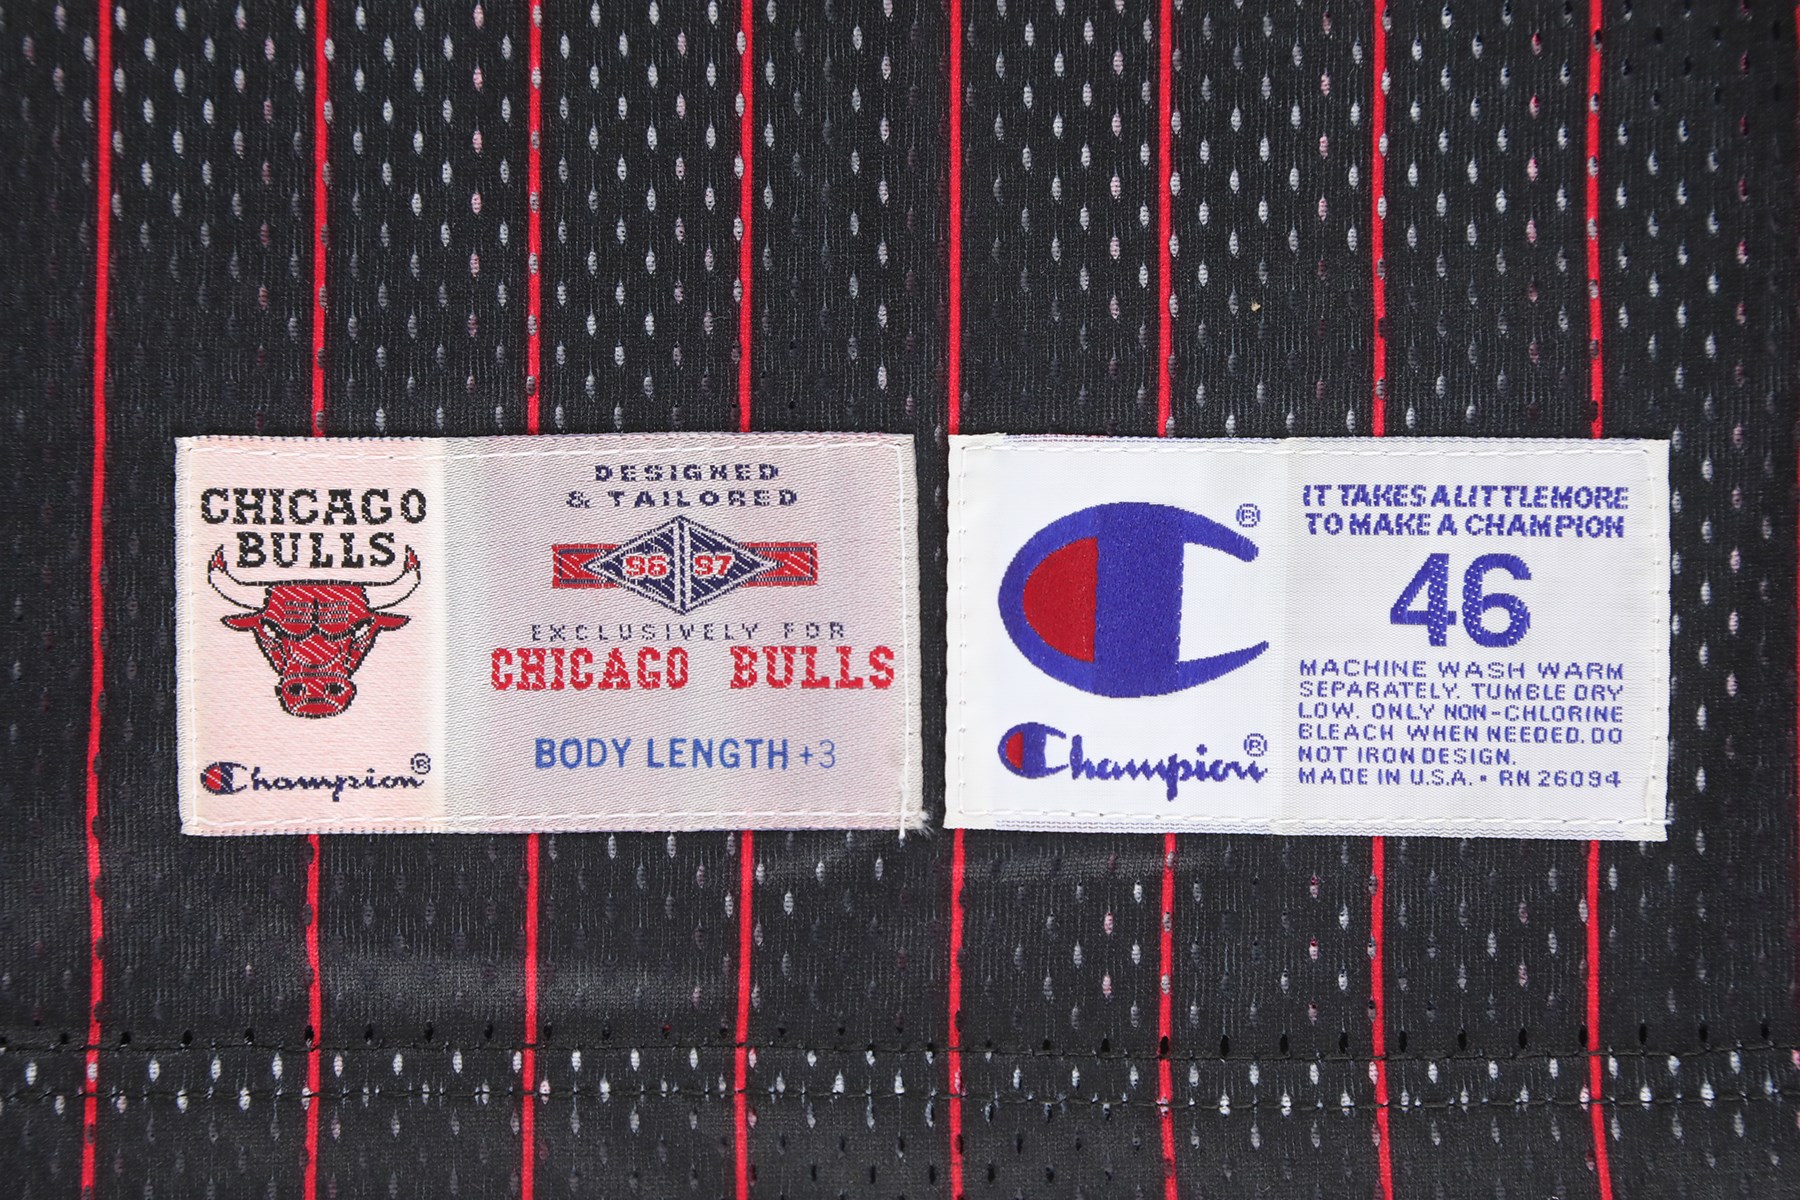 CHICAGO
BULLS
Champion®
DESIGNED
& TAILORED
96 97
EXCLUSIVELY FOR
CHICAGO BULLS
BODY LENGTH +3
®
Champion®
IT TAKES A LITTLE MORE
TO MAKE A CHAMPION
46
MACHINE WASH WARM
SEPARATELY. TUMBLE DRY
LOW. ONLY NON-CHLORINE
BLEACH WHEN NEEDED. DO
NOT IRON DESIGN.
MADE IN U.S.A. • RN 26094